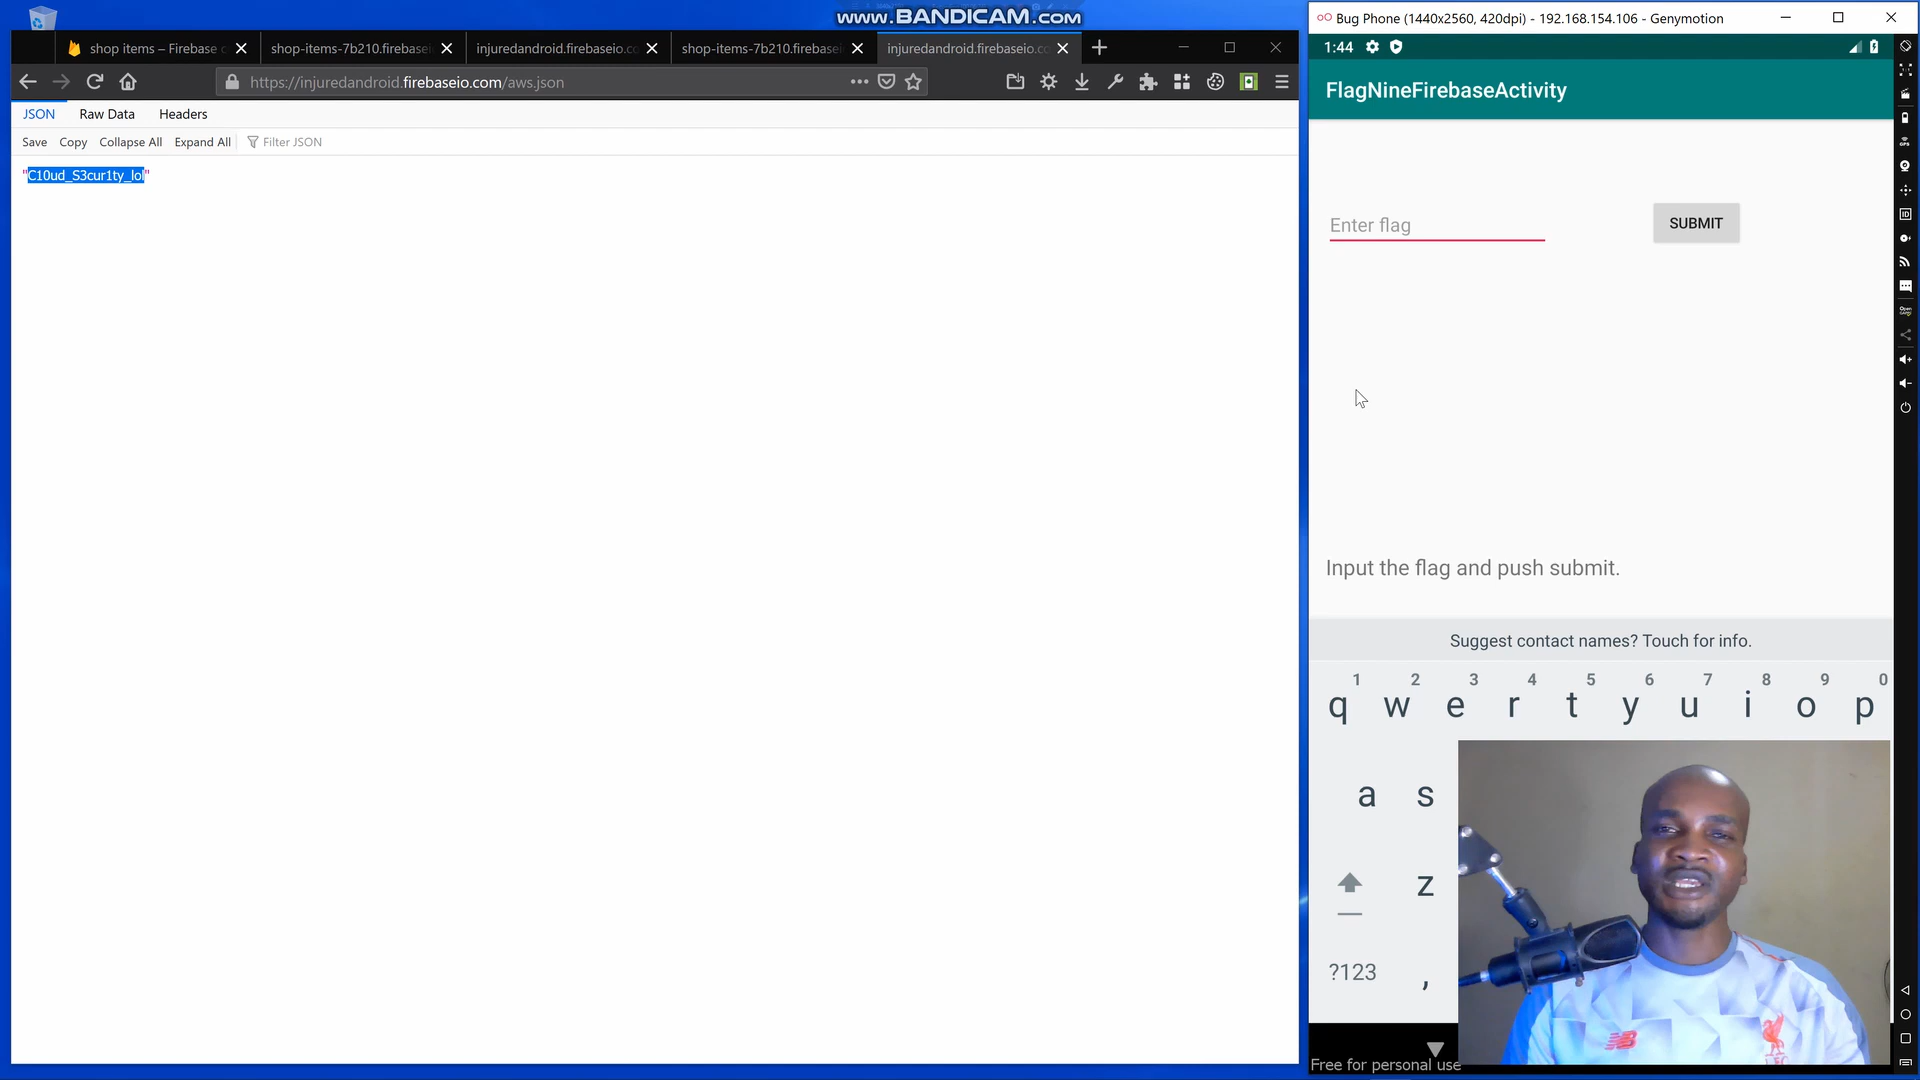 www.BANDICAM.com
shop items – Firebase c
shop-items-7b210.firebasei
injuredandroid.firebaseio.co
shop-items-7b210.firebasei
injuredandroid.firebaseio.co
https://injuredandroid.firebaseio.com/aws.json
JSON
Raw Data
Headers
Save
Copy
Collapse All
Expand All
Filter JSON
"C10ud_S3cur1ty_lol"
Bug Phone (1440x2560, 420dpi) - 192.168.154.106 - Genymotion
1:44
FlagNineFirebaseActivity
Enter flag
SUBMIT
Input the flag and push submit.
Suggest contact names? Touch for info.
1 2 3 4 5 6 7 8 9 0
q w e r t y u i o p
a s
z
?123 ,
Free for personal use
GPS
ID